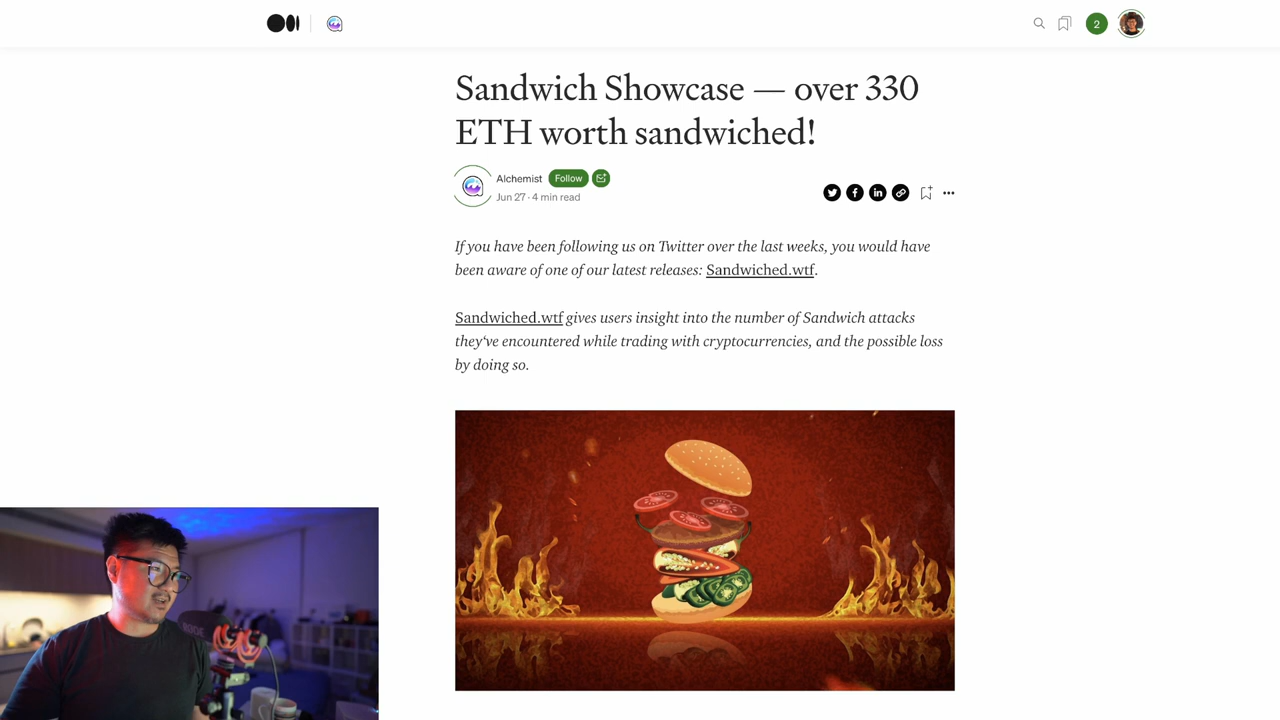 2
Sandwich Showcase — over 330
ETH worth sandwiched!
Alchemist Follow
Jun 27 · 4 min read
If you have been following us on Twitter over the last weeks, you would have
been aware of one of our latest releases: Sandwiched.wtf.
Sandwiched.wtf gives users insight into the number of Sandwich attacks
they‘ve encountered while trading with cryptocurrencies, and the possible loss
by doing so.
RODE